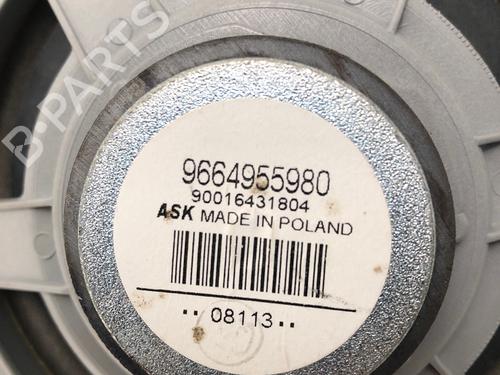 9664955980
90016431804
ASK MADE IN POLAND
·· 08113 ··
B-PARTS